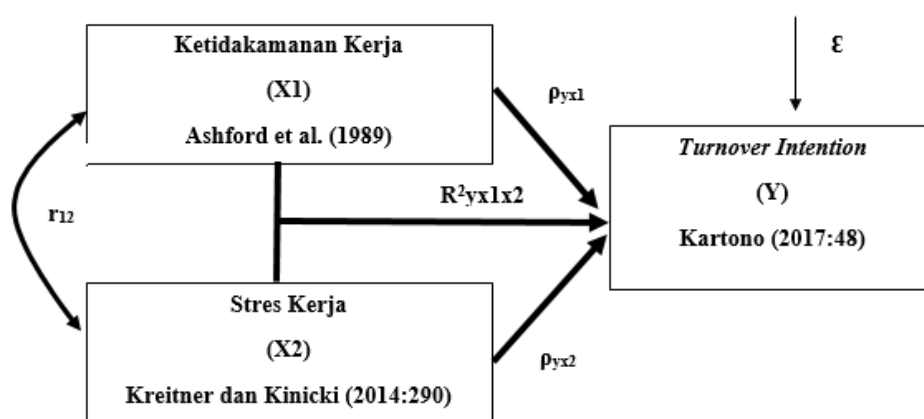 Ketidakamanan Kerja
(X1)
Ashford et al. (1989)
ε
ρyx1
Turnover Intention
(Y)
Kartono (2017:48)
R²yx1x2
r12
Stres Kerja
(X2)
Kreitner dan Kinicki (2014:290)
ρyx2